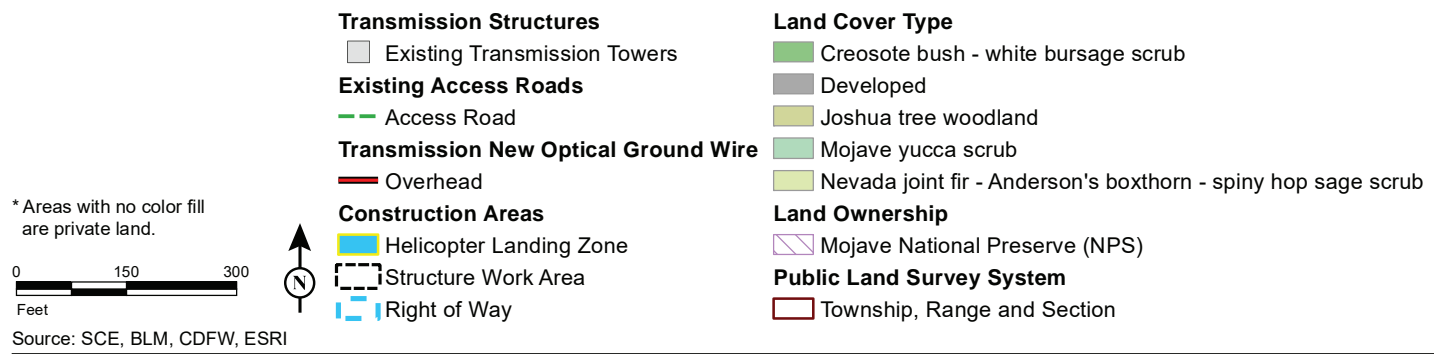 * Areas with no color fill
are private land.
0 150 300
Feet
Source: SCE, BLM, CDFW, ESRI
N
Transmission Structures
Existing Transmission Towers
Existing Access Roads
Access Road
Transmission New Optical Ground Wire
Overhead
Construction Areas
Helicopter Landing Zone
Structure Work Area
Right of Way
Land Cover Type
Creosote bush - white bursage scrub
Developed
Joshua tree woodland
Mojave yucca scrub
Nevada joint fir - Anderson's boxthorn - spiny hop sage scrub
Land Ownership
Mojave National Preserve (NPS)
Public Land Survey System
Township, Range and Section